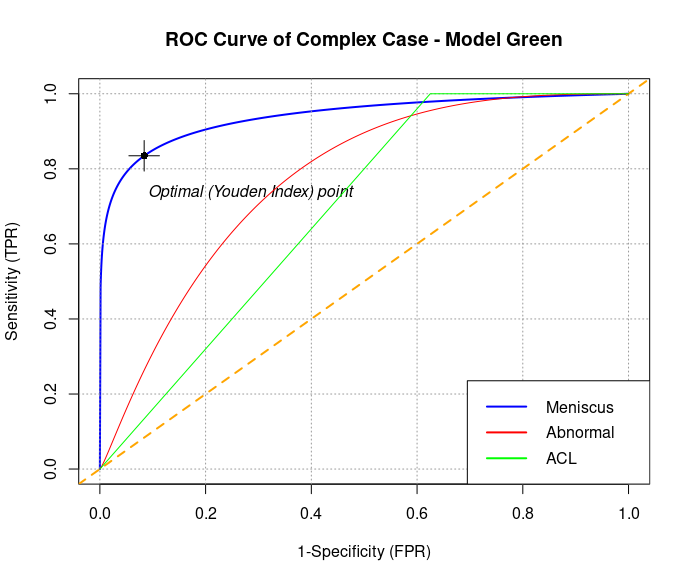 ROC Curve of Complex Case - Model Green
Sensitivity (TPR)
1.0
0.8
0.6
0.4
0.2
0.0
Optimal (Youden Index) point
Meniscus
Abnormal
ACL
0.0 0.2 0.4 0.6 0.8 1.0
1-Specificity (FPR)